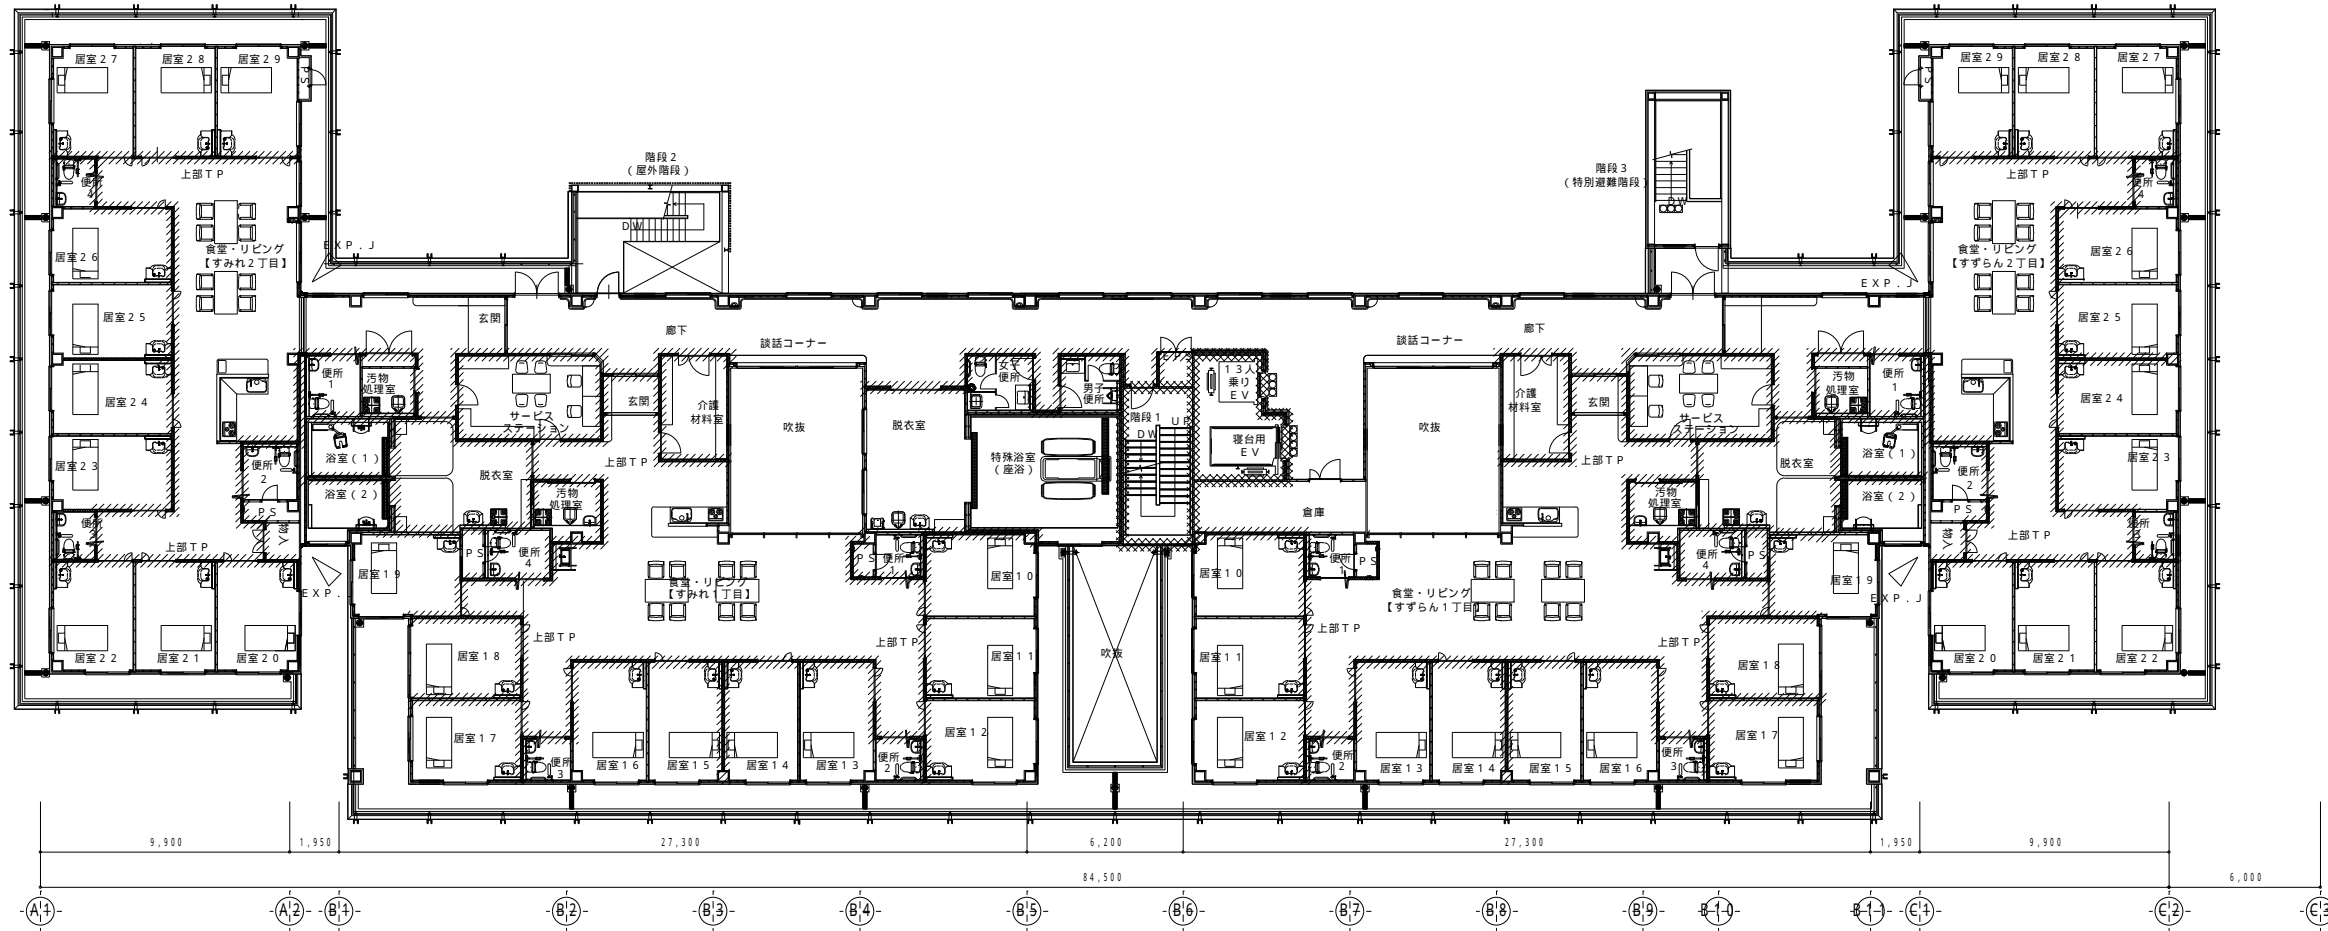 居室２７
居室２８
居室２９
ＰＳ
居室２９
居室２８
居室２７
ＰＳ
階段２
（屋外階段）
階段３
（特別避難階段）
便所
４
上部ＴＰ
上部ＴＰ
便所
４
ＤＷ
ＤＷ
居室２６
食堂・リビング
【すみれ２丁目】
ＥＸＰ．Ｊ
食堂・リビング
【すずらん２丁目】
居室２６
ＥＸＰ．Ｊ
居室２５
玄関
廊下
談話コーナー
談話コーナー
廊下
居室２５
便所
１
汚物
処理室
女子
便所
男子
便所
ＥＰＳ
１３人
乗り
ＥＶ
汚物
処理室
便所
１
居室２４
サービス
ステーション
玄関
介護
材料室
吹抜
脱衣室
階段１
ＵＰ
ＤＷ
吹抜
介護
材料室
玄関
サービス
ステーション
居室２４
居室２３
便所
２
浴室（１）
脱衣室
上部ＴＰ
特殊浴室
（座浴）
寝台用
ＥＶ
上部ＴＰ
脱衣室
浴室（１）
便所
２
居室２３
浴室（２）
汚物
処理室
倉庫
汚物
処理室
浴室（２）
ＰＳ
ＰＳ
便所
３
物入
上部ＴＰ
物入
上部ＴＰ
便所
３
居室１９
ＰＳ
便所
４
ＰＳ
便所
１
居室１０
居室１０
便所
１
ＰＳ
便所
４
ＰＳ
居室１９
ＥＸＰ．
食堂・リビング
【すみれ１丁目】
食堂・リビング
【すずらん１丁目】
ＥＸＰ．Ｊ
居室２２
居室２１
居室２０
居室１８
上部ＴＰ
上部ＴＰ
居室１１
吹抜
居室１１
上部ＴＰ
上部ＴＰ
居室１８
居室２０
居室２１
居室２２
居室１７
便所
３
居室１６
居室１５
居室１４
居室１３
便所
２
居室１２
居室１２
便所
２
居室１３
居室１４
居室１５
居室１６
便所
３
居室１７
9,900
1,950
27,300
6,200
27,300
1,950
9,900
84,500
6,000
A1
A2
B1
B2
B3
B4
B5
B6
B7
B8
B9
B10
B11
C1
C2
C3